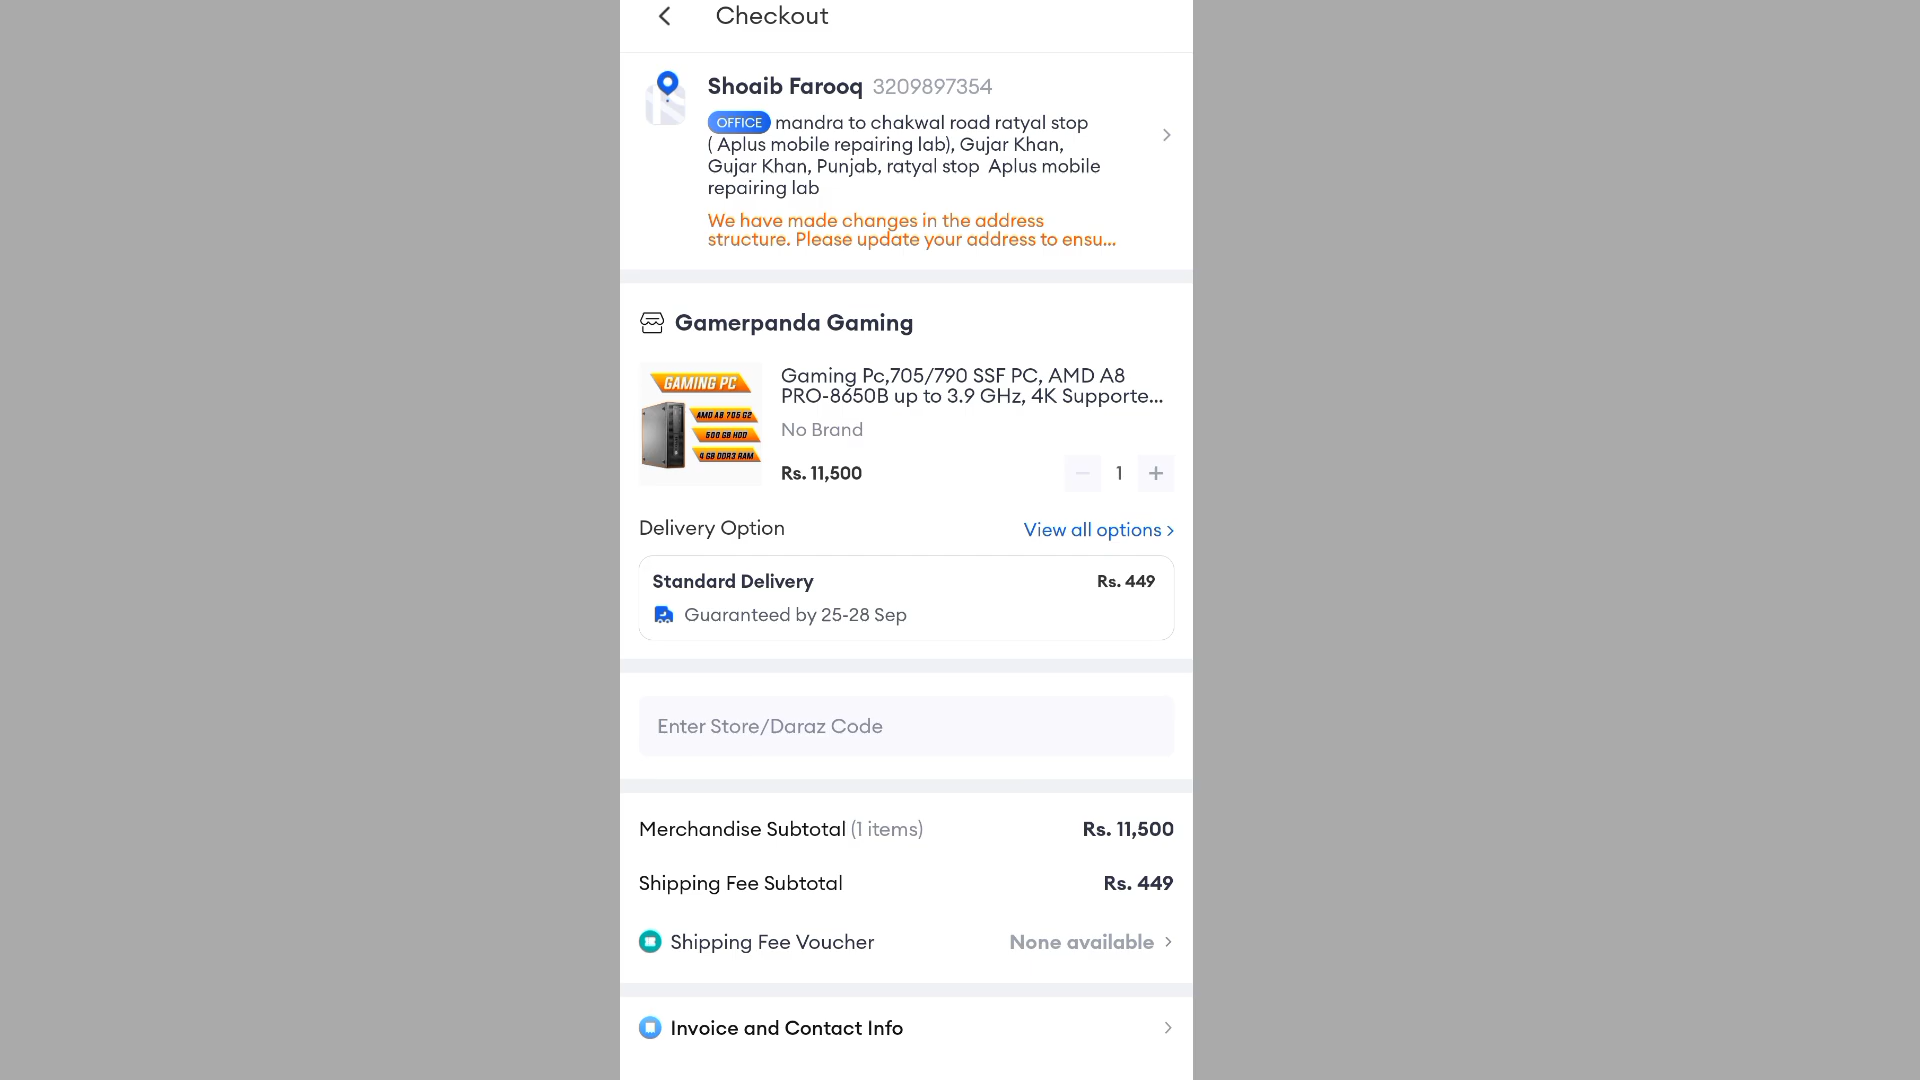 Checkout
Shoaib Farooq 3209897354
OFFICE mandra to chakwal road ratyal stop
( Aplus mobile repairing lab), Gujar Khan,
Gujar Khan, Punjab, ratyal stop Aplus mobile
repairing lab
We have made changes in the address
structure. Please update your address to ensu...
Gamerpanda Gaming
GAMING PC
AMD A8 705 G2
500 GB HDD
4 GB DDR3 RAM
Gaming Pc,705/790 SSF PC, AMD A8
PRO-8650B up to 3.9 GHz, 4K Supporte...
No Brand
Rs. 11,500
1
Delivery Option
View all options
Standard Delivery
Rs. 449
Guaranteed by 25-28 Sep
Enter Store/Daraz Code
Merchandise Subtotal (1 items)
Rs. 11,500
Shipping Fee Subtotal
Rs. 449
Shipping Fee Voucher
None available
Invoice and Contact Info